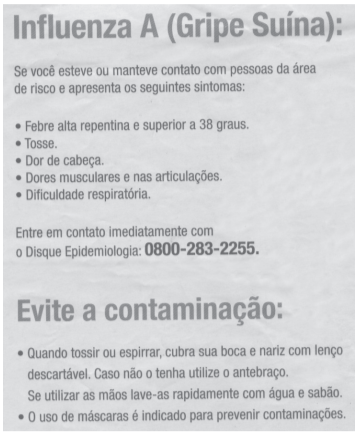 Influenza A (Gripe Suína):
Se você esteve ou manteve contato com pessoas da área
de risco e apresenta os seguintes sintomas:
• Febre alta repentina e superior a 38 graus.
• Tosse.
• Dor de cabeça.
• Dores musculares e nas articulações.
• Dificuldade respiratória.
Entre em contato imediatamente com
o Disque Epidemiologia: 0800-283-2255.
Evite a contaminação:
• Quando tossir ou espirrar, cubra sua boca e nariz com lenço
descartável. Caso não o tenha utilize o antebraço.
Se utilizar as mãos lave-as rapidamente com água e sabão.
• O uso de máscaras é indicado para prevenir contaminações.